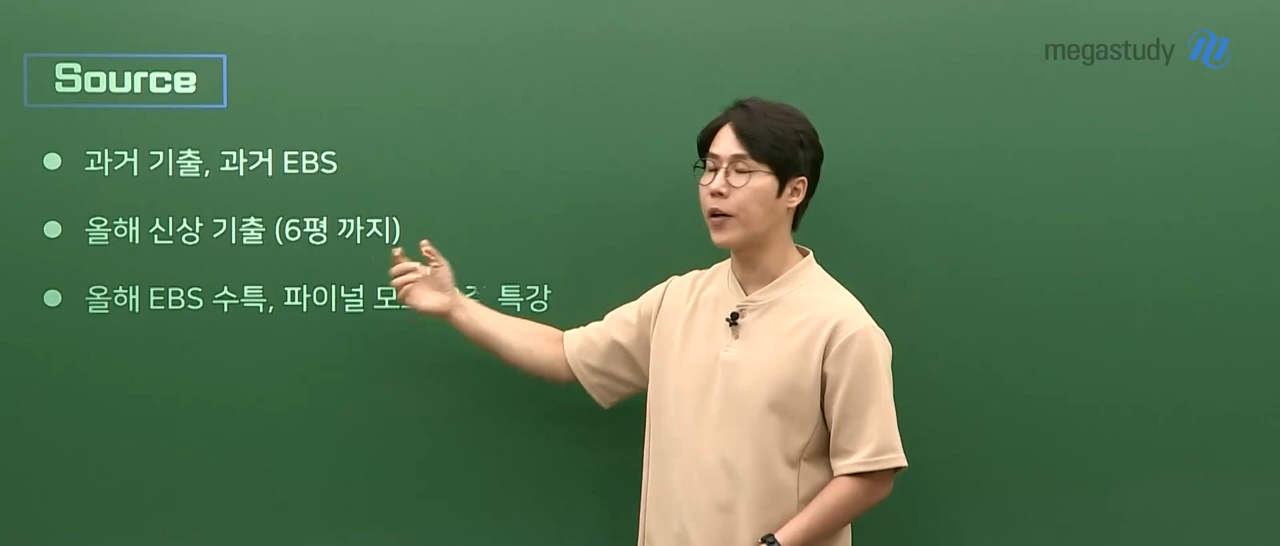 megastudy
Source
과거 기출, 과거 EBS
올해 신상 기출 (6평 까지)
올해 EBS 수특, 파이널 특강